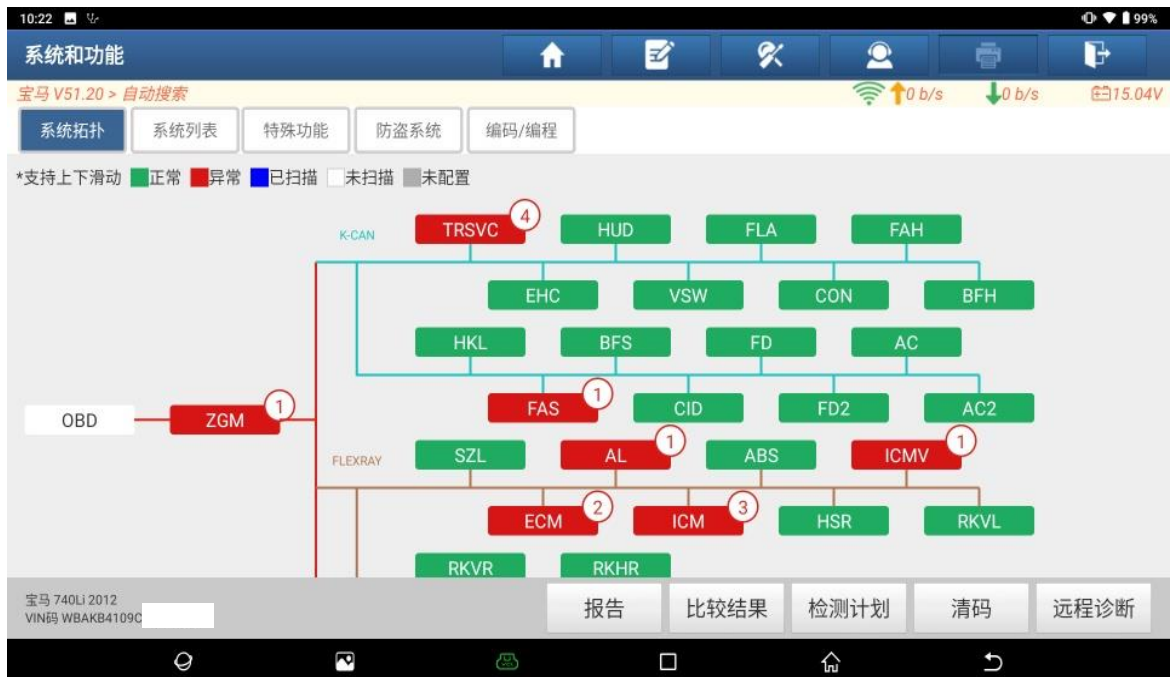 10:22 99%
系统和功能
宝马 V51.20 > 自动搜索 0 b/s 0 b/s 15.04V
系统拓扑 系统列表 特殊功能 防盗系统 编码/编程
*支持上下滑动 正常 异常 已扫描 未扫描 未配置
K-CAN TRSVC 4 HUD FLA FAH
EHC VSW CON BFH
HKL BFS FD AC
OBD ZGM 1 FAS 1 CID FD2 AC2
FLEXRAY SZL AL 1 ABS ICMV 1
ECM 2 ICM 3 HSR RKVL
RKVR RKHR
宝马 740Li 2012
VIN码 WBAKB4109C
报告 比较结果 检测计划 清码 远程诊断